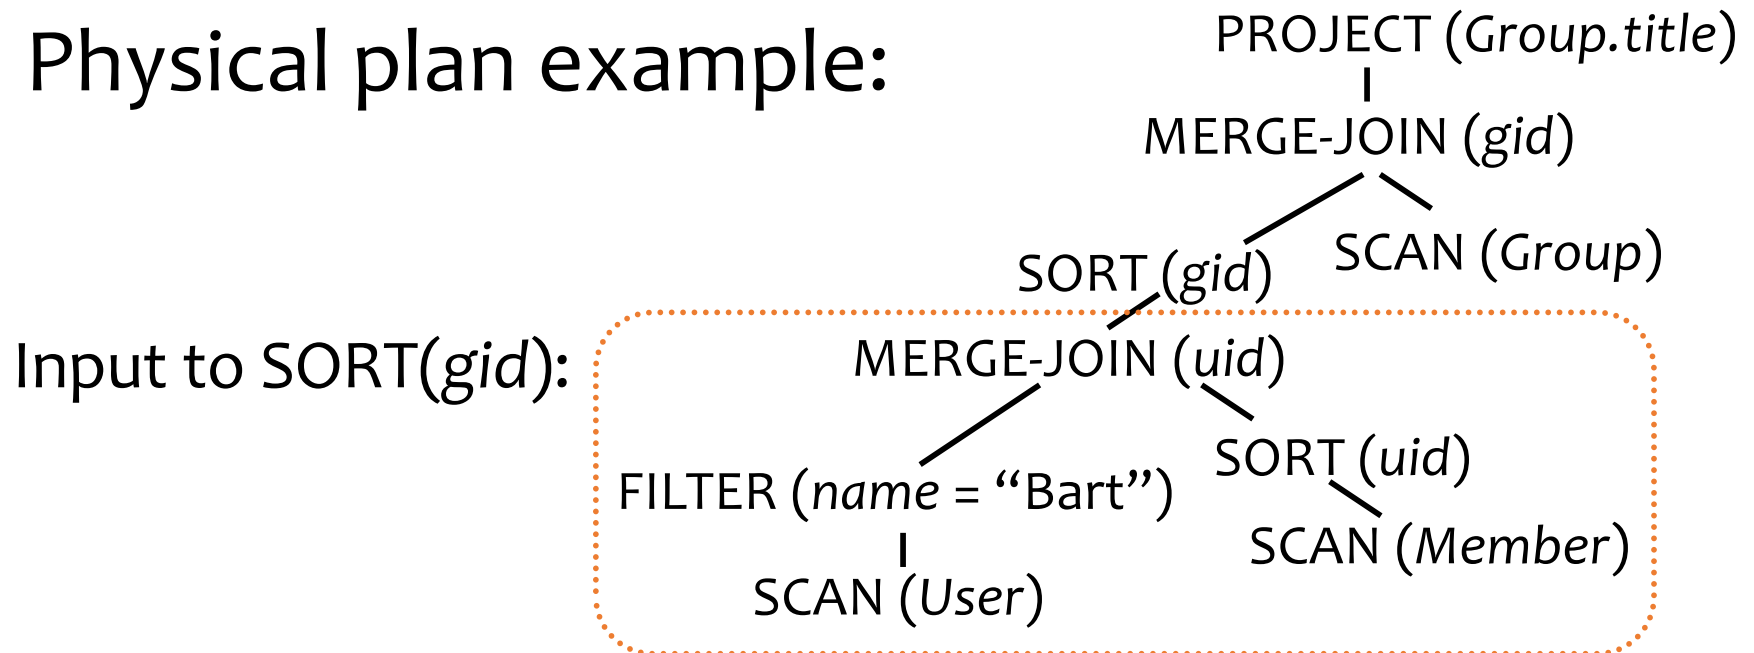 Physical plan example:
PROJECT (Group.title)
MERGE-JOIN (gid)
SORT (gid)
SCAN (Group)
Input to SORT(gid):
MERGE-JOIN (uid)
FILTER (name = “Bart”)
SORT (uid)
SCAN (User)
SCAN (Member)